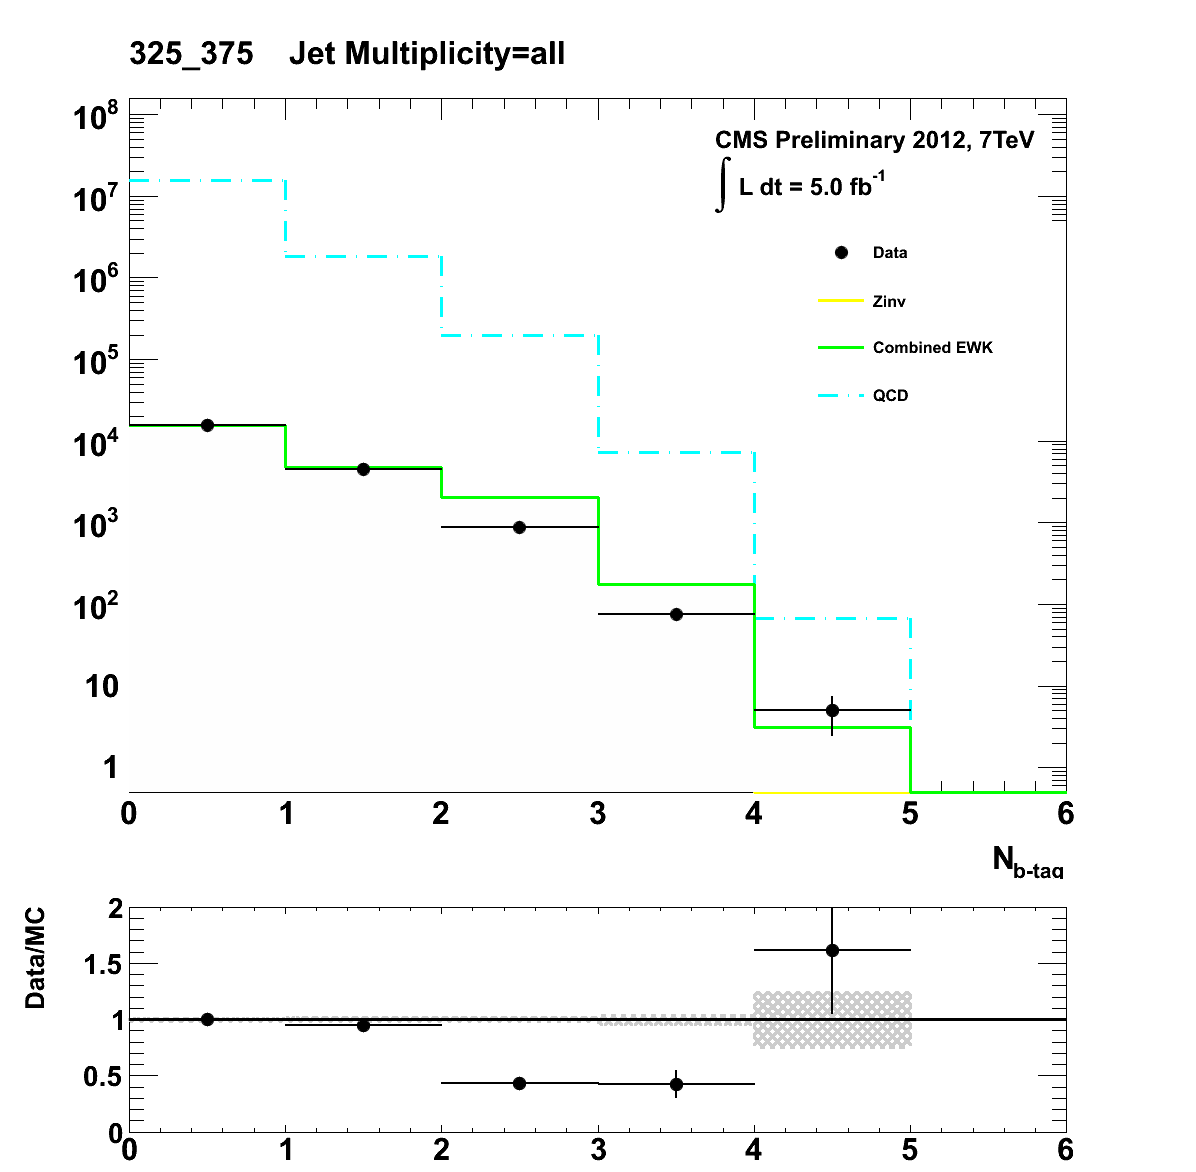 325_375 Jet Multiplicity=all
10^8
CMS Preliminary 2012, 7TeV
∫ L dt = 5.0 fb^-1
10^7
Data
10^6
Zinv
Combined EWK
10^5
QCD
10^4
10^3
10^2
10
1
0 1 2 3 4 5 6
N_b-tag
Data/MC
2
1.5
1
0.5
0
0 1 2 3 4 5 6